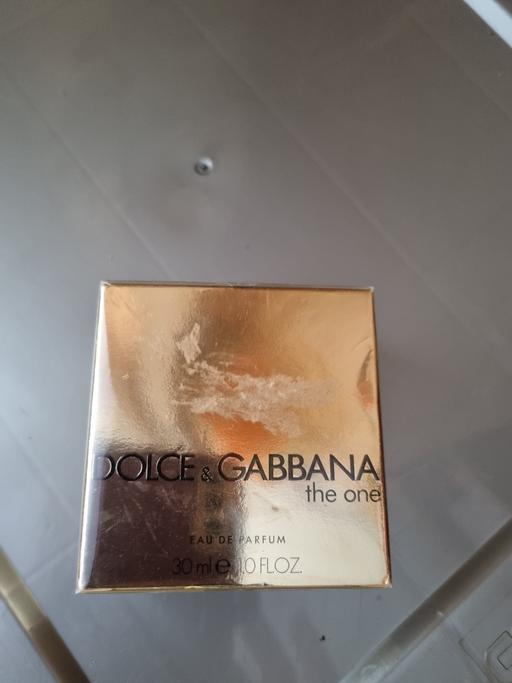 DOLCE & GABBANA
the one
EAU DE PARFUM
30 ml e 1.0 FL.OZ.